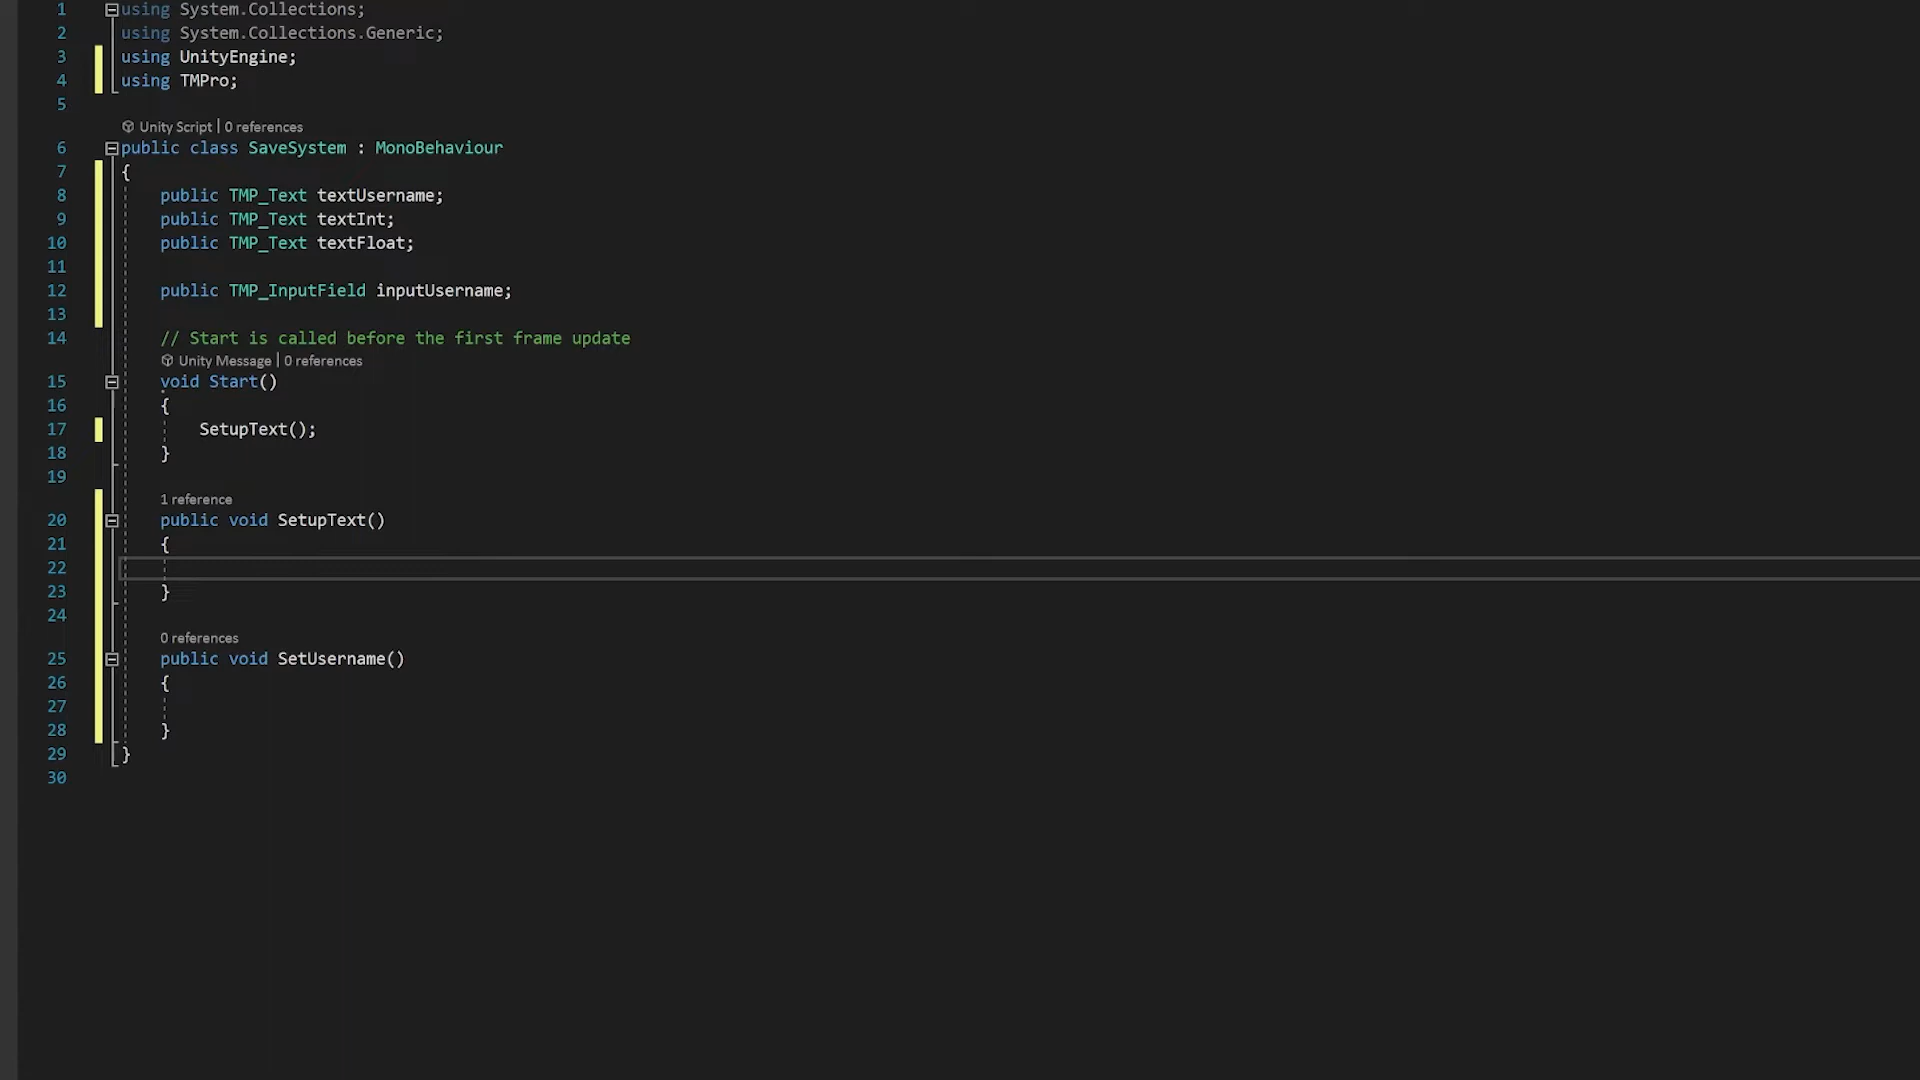 1 using System.Collections;
2 using System.Collections.Generic;
3 using UnityEngine;
4 using TMPro;
5
Unity Script | 0 references
6 public class SaveSystem : MonoBehaviour
7 {
8 public TMP_Text textUsername;
9 public TMP_Text textInt;
10 public TMP_Text textFloat;
11
12 public TMP_InputField inputUsername;
13
14 // Start is called before the first frame update
Unity Message | 0 references
15 void Start()
16 {
17 SetupText();
18 }
19
1 reference
20 public void SetupText()
21 {
22
23 }
24
0 references
25 public void SetUsername()
26 {
27
28 }
29 }
30